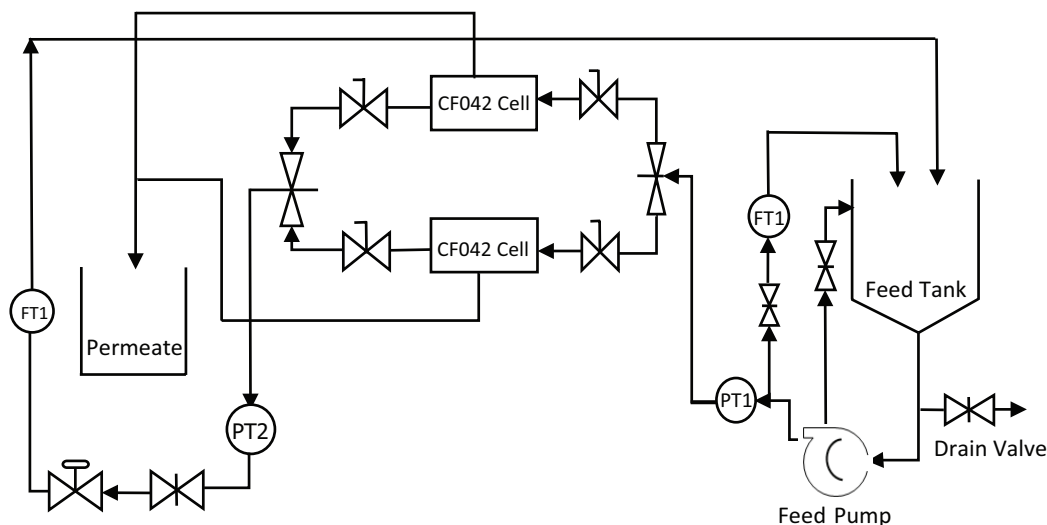 CF042 Cell
FT1
CF042 Cell
Feed Tank
FT1
Permeate
PT1
PT2
Drain Valve
Feed Pump